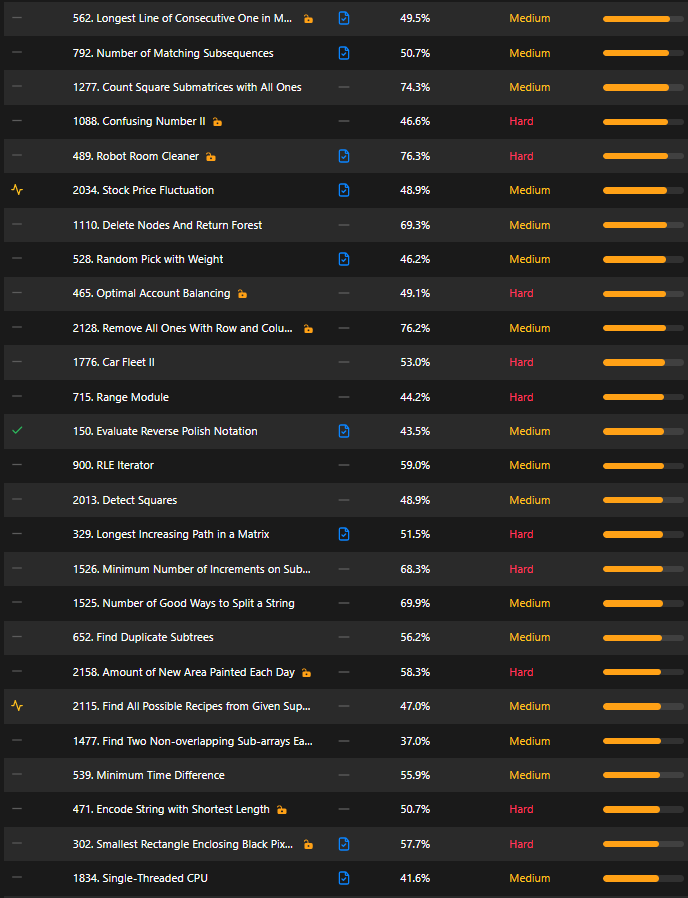 562. Longest Line of Consecutive One in M... 49.5% Medium
792. Number of Matching Subsequences 50.7% Medium
1277. Count Square Submatrices with All Ones 74.3% Medium
1088. Confusing Number II 46.6% Hard
489. Robot Room Cleaner 76.3% Hard
2034. Stock Price Fluctuation 48.9% Medium
1110. Delete Nodes And Return Forest 69.3% Medium
528. Random Pick with Weight 46.2% Medium
465. Optimal Account Balancing 49.1% Hard
2128. Remove All Ones With Row and Colu... 76.2% Medium
1776. Car Fleet II 53.0% Hard
715. Range Module 44.2% Hard
150. Evaluate Reverse Polish Notation 43.5% Medium
900. RLE Iterator 59.0% Medium
2013. Detect Squares 48.9% Medium
329. Longest Increasing Path in a Matrix 51.5% Hard
1526. Minimum Number of Increments on Sub... 68.3% Hard
1525. Number of Good Ways to Split a String 69.9% Medium
652. Find Duplicate Subtrees 56.2% Medium
2158. Amount of New Area Painted Each Day 58.3% Hard
2115. Find All Possible Recipes from Given Sup... 47.0% Medium
1477. Find Two Non-overlapping Sub-arrays Ea... 37.0% Medium
539. Minimum Time Difference 55.9% Medium
471. Encode String with Shortest Length 50.7% Hard
302. Smallest Rectangle Enclosing Black Pix... 57.7% Hard
1834. Single-Threaded CPU 41.6% Medium